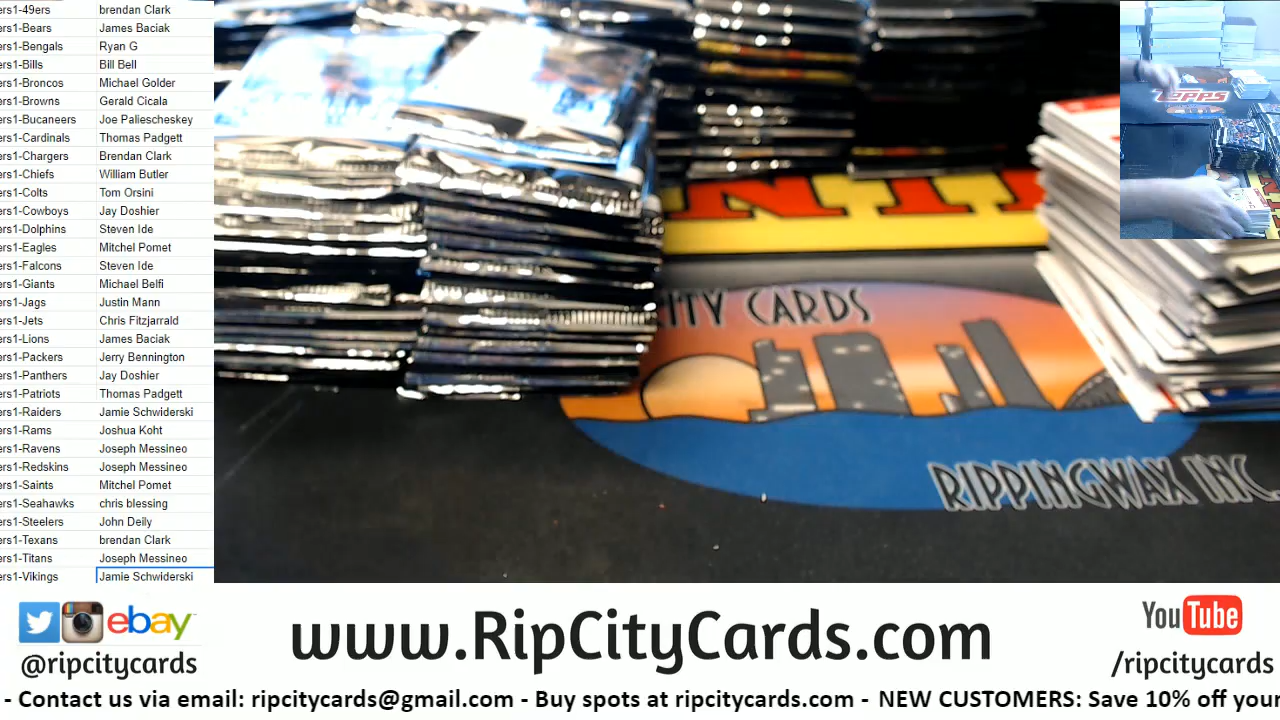 ers1-49ers brendan Clark
ers1-Bears James Baciak
ers1-Bengals Ryan G
ers1-Bills Bill Bell
ers1-Broncos Michael Golder
ers1-Browns Gerald Cicala
ers1-Bucaneers Joe Paliescheskey
ers1-Cardinals Thomas Padgett
ers1-Chargers Brendan Clark
ers1-Chiefs William Butler
ers1-Colts Tom Orsini
ers1-Cowboys Jay Doshier
ers1-Dolphins Steven Ide
ers1-Eagles Mitchel Pomet
ers1-Falcons Steven Ide
ers1-Giants Michael Belfi
ers1-Jags Justin Mann
ers1-Jets Chris Fitzjarrald
ers1-Lions James Baciak
ers1-Packers Jerry Bennington
ers1-Panthers Jay Doshier
ers1-Patriots Thomas Padgett
ers1-Raiders Jamie Schwiderski
ers1-Rams Joshua Koht
ers1-Ravens Joseph Messineo
ers1-Redskins Joseph Messineo
ers1-Saints Mitchel Pomet
ers1-Seahawks chris blessing
ers1-Steelers John Deily
ers1-Texans brendan Clark
ers1-Titans Joseph Messineo
ers1-Vikings Jamie Schwiderski
TOPPS
NINI
ITY CARDS
RIPPINGWAX INC.
ebay
@ripcitycards
www.RipCityCards.com
YouTube
/ripcitycards
- Contact us via email: ripcitycards@gmail.com - Buy spots at ripcitycards.com - NEW CUSTOMERS: Save 10% off your